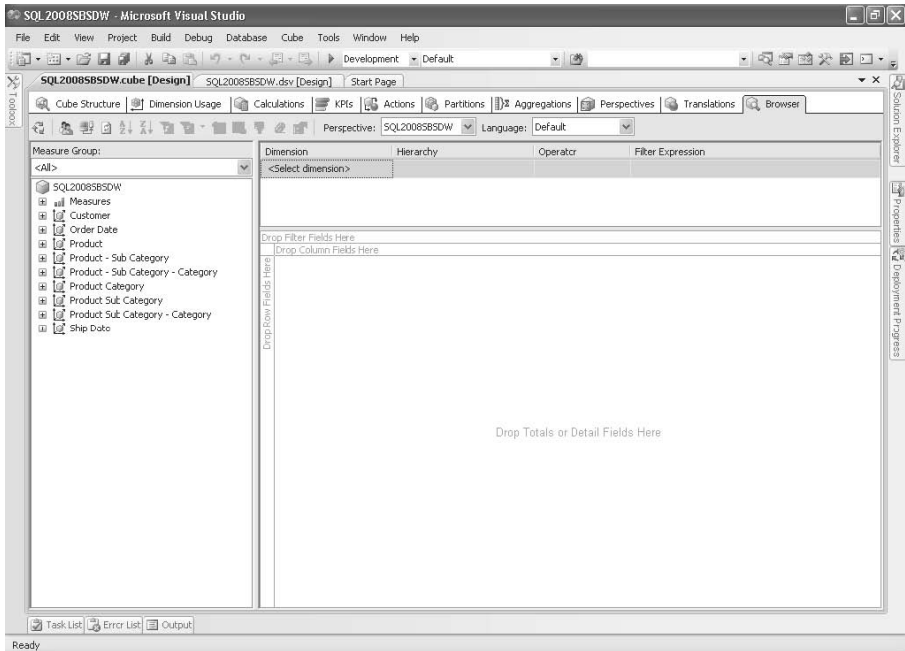 SQL2008SBSDW - Microsoft Visual Studio
File Edit View Project Build Debug Database Cube Tools Window Help
Development Default
SQL2008SBSDW.cube [Design] SQL2008SBSDW.dsv [Design] Start Page
Cube Structure Dimension Usage Calculations KPIs Actions Partitions Aggregations Perspectives Translations Browser
Perspective: SQL2008SBSDW Language: Default
Measure Group:
<All>
SQL2008SBSDW
Measures
Customer
Order Date
Product
Product - Sub Category
Product - Sub Category - Category
Product Category
Product Sub Category
Product Sub Category - Category
Ship Date
Dimension Hierarchy Operator Filter Expression
<Select dimension>
Drop Filter Fields Here
Drop Column Fields Here
Drop Row Fields Here
Drop Totals or Detail Fields Here
Toolbox
Solution Explorer
Properties
Deployment Progress
Task List Error List Output
Ready